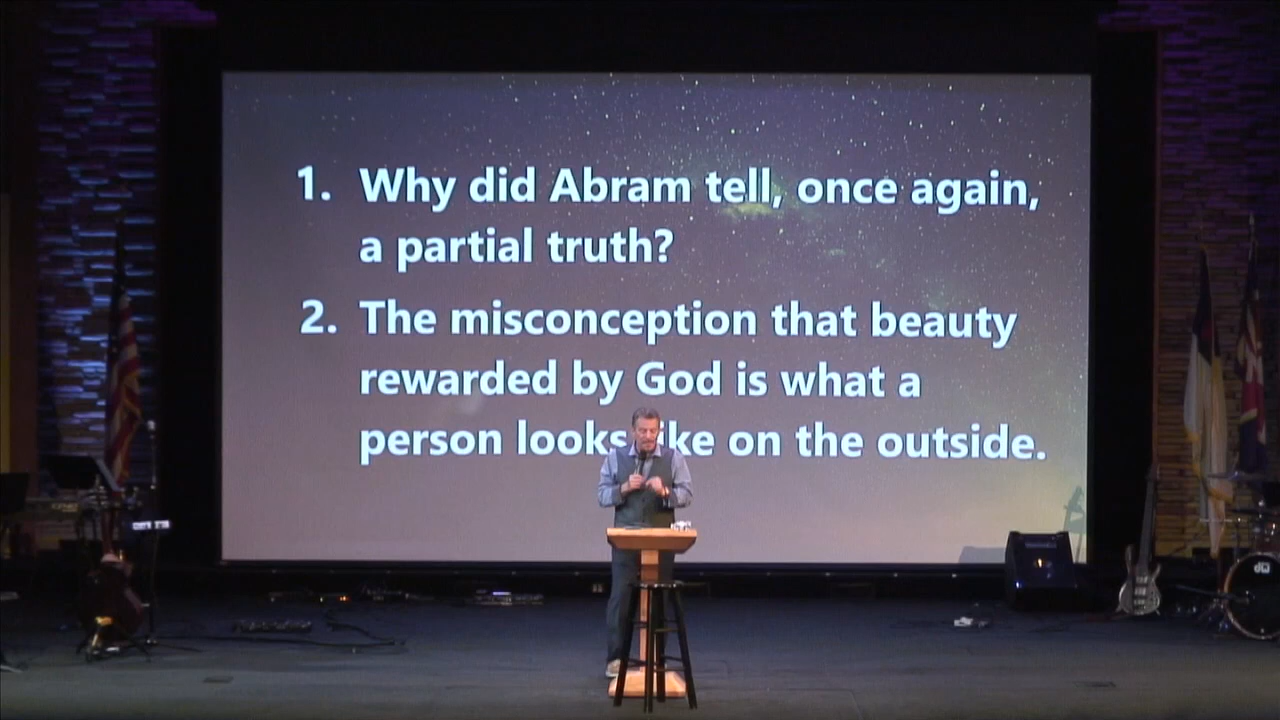 1. Why did Abram tell, once again,
a partial truth?
2. The misconception that beauty
rewarded by God is what a
person looks like on the outside.
dw